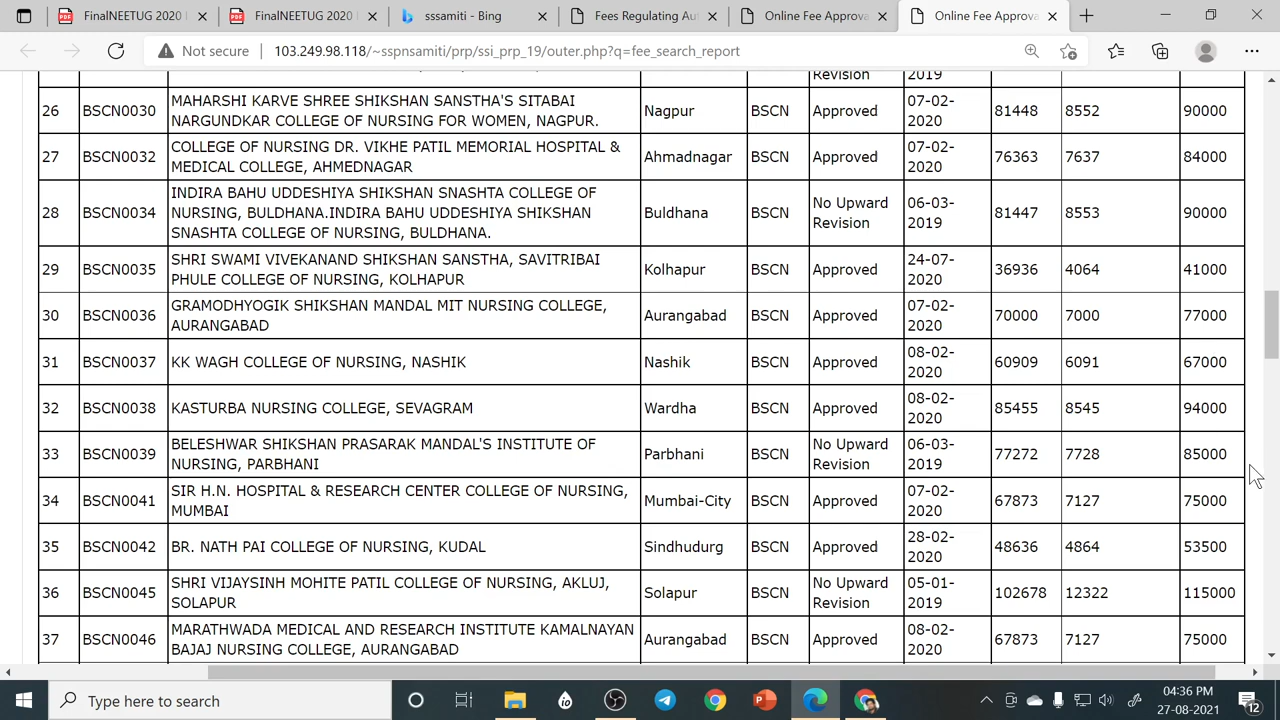 FinalNEETUG 2020 I
FinalNEETUG 2020 I
sssamiti - Bing
Fees Regulating Au
Online Fee Approva
Online Fee Approva
Not secure 103.249.98.118/~sspnsamiti/prp/ssi_prp_19/outer.php?q=fee_search_report
Revision 2019
26 BSCN0030 MAHARSHI KARVE SHREE SHIKSHAN SANSTHA'S SITABAI Nagpur BSCN Approved 07-02- 81448 8552 90000
NARGUNDKAR COLLEGE OF NURSING FOR WOMEN, NAGPUR. 2020
27 BSCN0032 COLLEGE OF NURSING DR. VIKHE PATIL MEMORIAL HOSPITAL & Ahmadnagar BSCN Approved 07-02- 76363 7637 84000
MEDICAL COLLEGE, AHMEDNAGAR 2020
INDIRA BAHU UDDESHIYA SHIKSHAN SNASHTA COLLEGE OF
28 BSCN0034 NURSING, BULDHANA.INDIRA BAHU UDDESHIYA SHIKSHAN Buldhana BSCN No Upward 06-03- 81447 8553 90000
SNASHTA COLLEGE OF NURSING, BULDHANA. Revision 2019
29 BSCN0035 SHRI SWAMI VIVEKANAND SHIKSHAN SANSTHA, SAVITRIBAI Kolhapur BSCN Approved 24-07- 36936 4064 41000
PHULE COLLEGE OF NURSING, KOLHAPUR 2020
30 BSCN0036 GRAMODHYOGIK SHIKSHAN MANDAL MIT NURSING COLLEGE, Aurangabad BSCN Approved 07-02- 70000 7000 77000
AURANGABAD 2020
31 BSCN0037 KK WAGH COLLEGE OF NURSING, NASHIK Nashik BSCN Approved 08-02- 60909 6091 67000
2020
32 BSCN0038 KASTURBA NURSING COLLEGE, SEVAGRAM Wardha BSCN Approved 08-02- 85455 8545 94000
2020
33 BSCN0039 BELESHWAR SHIKSHAN PRASARAK MANDAL'S INSTITUTE OF Parbhani BSCN No Upward 06-03- 77272 7728 85000
NURSING, PARBHANI Revision 2019
34 BSCN0041 SIR H.N. HOSPITAL & RESEARCH CENTER COLLEGE OF NURSING, Mumbai-City BSCN Approved 07-02- 67873 7127 75000
MUMBAI 2020
35 BSCN0042 BR. NATH PAI COLLEGE OF NURSING, KUDAL Sindhudurg BSCN Approved 28-02- 48636 4864 53500
2020
36 BSCN0045 SHRI VIJAYSINH MOHITE PATIL COLLEGE OF NURSING, AKLUJ, Solapur BSCN No Upward 05-01- 102678 12322 115000
SOLAPUR Revision 2019
37 BSCN0046 MARATHWADA MEDICAL AND RESEARCH INSTITUTE KAMALNAYAN Aurangabad BSCN Approved 08-02- 67873 7127 75000
BAJAJ NURSING COLLEGE, AURANGABAD 2020
Type here to search
04:36 PM
27-08-2021
12